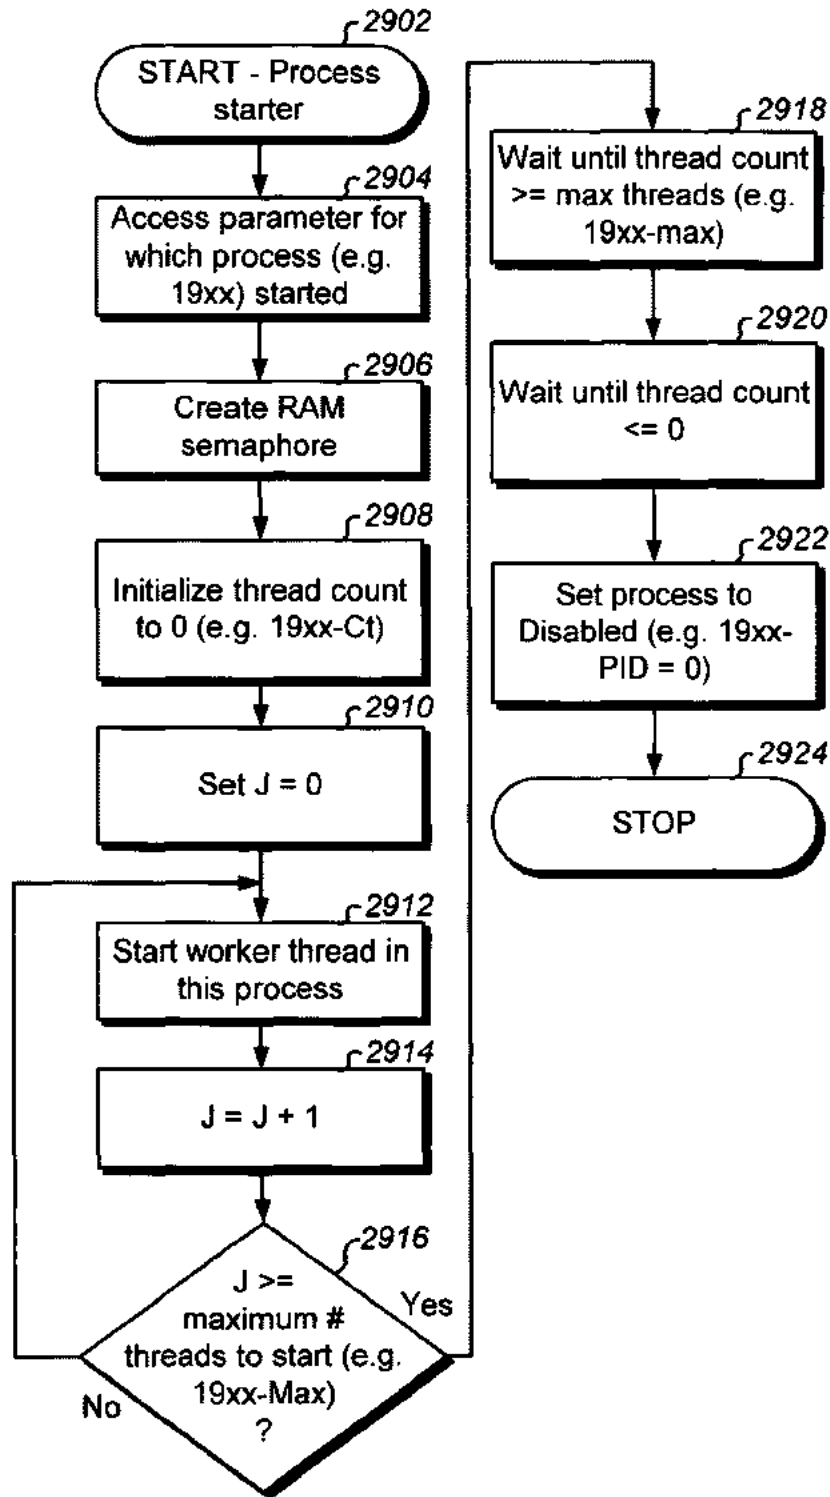 2902
START - Process
starter
2904
Access parameter for
which process (e.g.
19xx) started
2906
Create RAM
semaphore
2908
Initialize thread count
to 0 (e.g. 19xx-Ct)
2910
Set J = 0
2912
Start worker thread in
this process
2914
J = J + 1
2916
J >=
maximum #
threads to start (e.g.
19xx-Max)
?
Yes
No
2918
Wait until thread count
>= max threads (e.g.
19xx-max)
2920
Wait until thread count
<= 0
2922
Set process to
Disabled (e.g. 19xx-
PID = 0)
2924
STOP